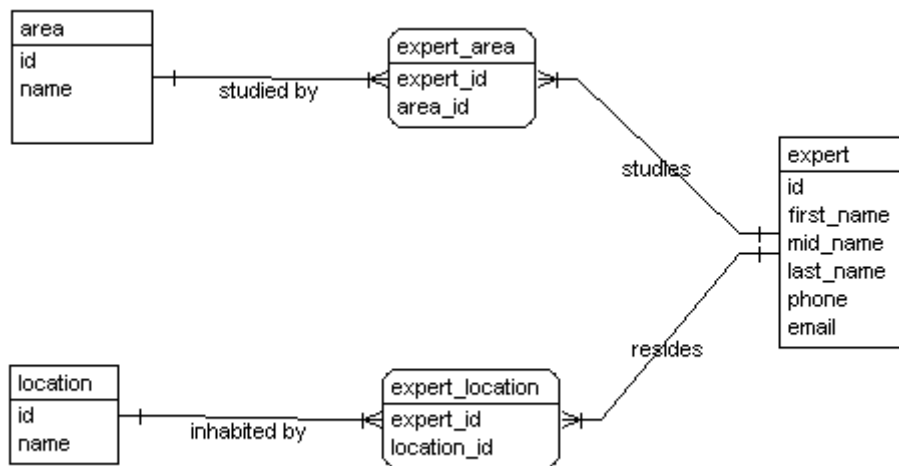 area
id
name
studied by
expert_area
expert_id
area_id
studies
expert
id
first_name
mid_name
last_name
phone
email
resides
location
id
name
inhabited by
expert_location
expert_id
location_id